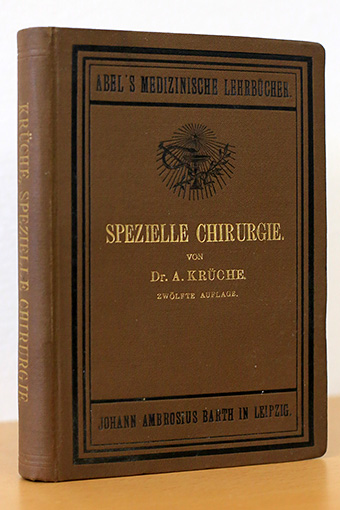 ABEL'S MEDIZINISCHE LEHRBÜCHER.
SPEZIELLE CHIRURGIE.
VON
Dr. A. KRÜCHE.
ZWÖLFTE AUFLAGE.
JOHANN AMBROSIUS BARTH IN LEIPZIG.
KRÜCHE, SPEZIELLE CHIRURGIE